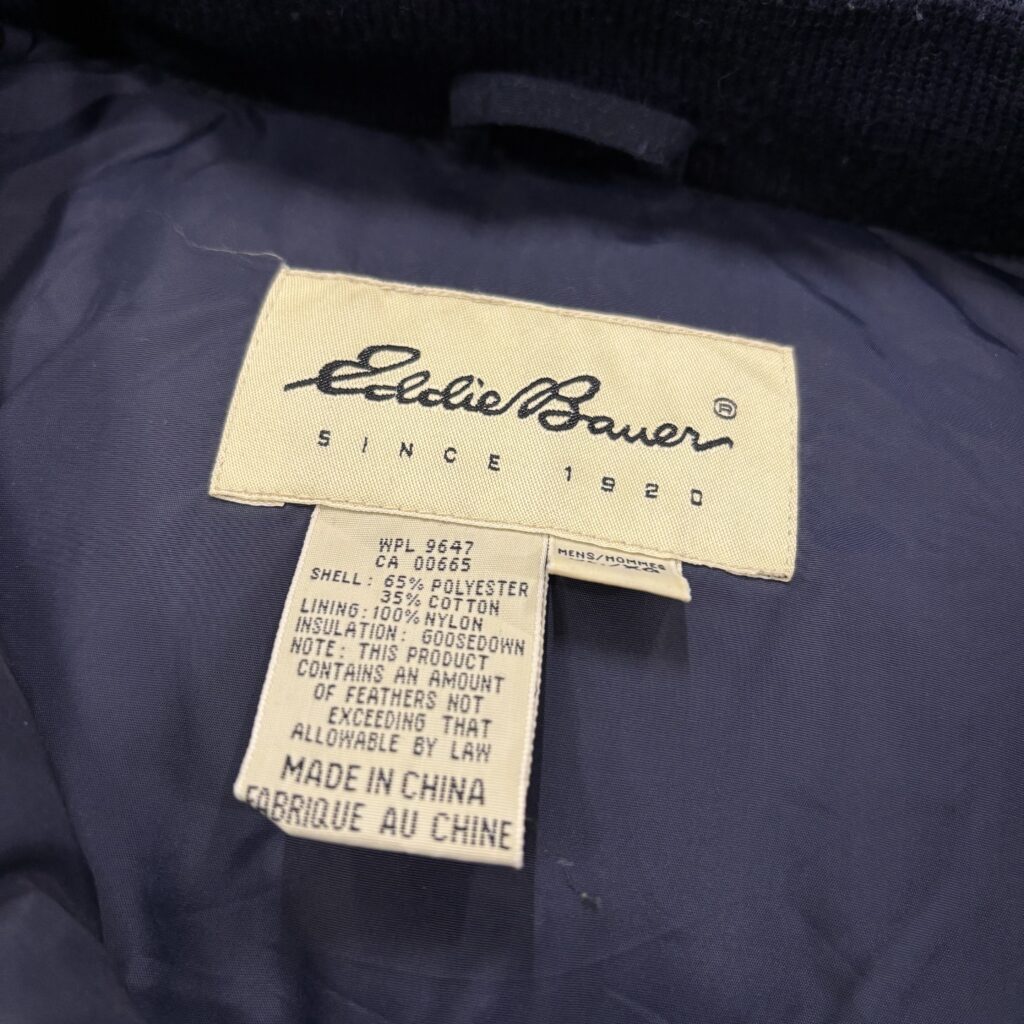 Eddie Bauer ®
SINCE 1920
WPL 9647
CA 00665
SHELL: 65% POLYESTER
35% COTTON
LINING: 100% NYLON
INSULATION: GOOSEDOWN
NOTE: THIS PRODUCT
CONTAINS AN AMOUNT
OF FEATHERS NOT
EXCEEDING THAT
ALLOWABLE BY LAW
MADE IN CHINA
FABRIQUE AU CHINE
MENS/HOMMES